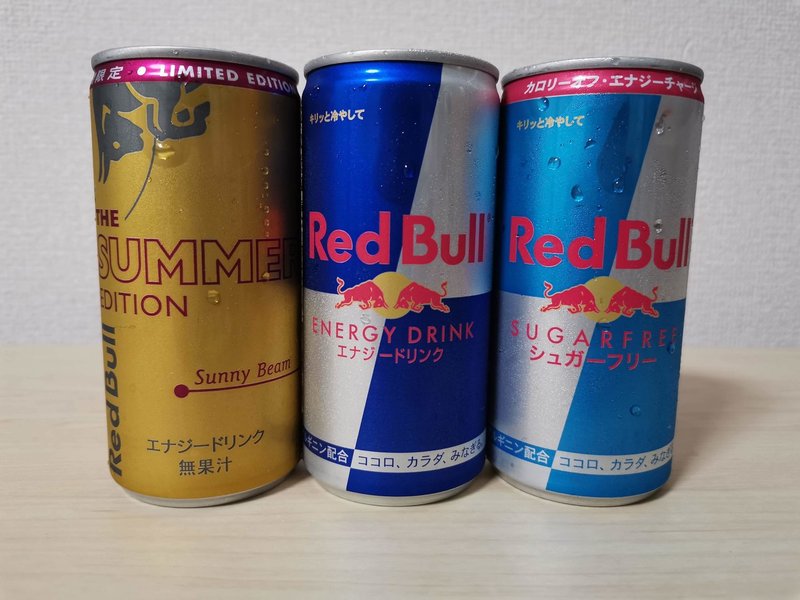 限定・LIMITED EDITION
THE
SUMMER
EDITION
Red Bull
Sunny Beam
エナジードリンク
無果汁
キリッと冷やして
Red Bull
ENERGY DRINK
エナジードリンク
ギニン配合 ココロ、カラダ、みなぎる
カロリーオフ・エナジーチャージ
キリッと冷やして
Red Bull
SUGARFREE
シュガーフリー
ギニン配合 ココロ、カラダ、みなぎ